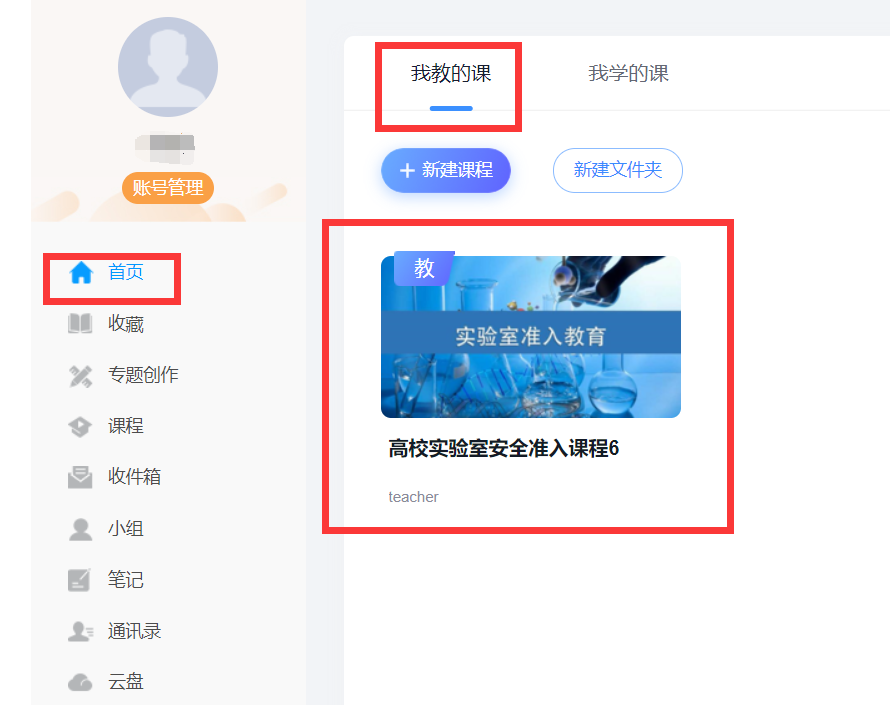 账号管理
首页
收藏
专题创作
课程
收件箱
小组
笔记
通讯录
云盘
我教的课
我学的课
+ 新建课程
新建文件夹
教
实验室准入教育
高校实验室安全准入课程6
teacher